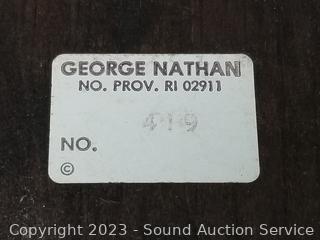 GEORGE NATHAN
NO. PROV. RI 02911
419
NO.
©
Copyright 2023 - Sound Auction Service